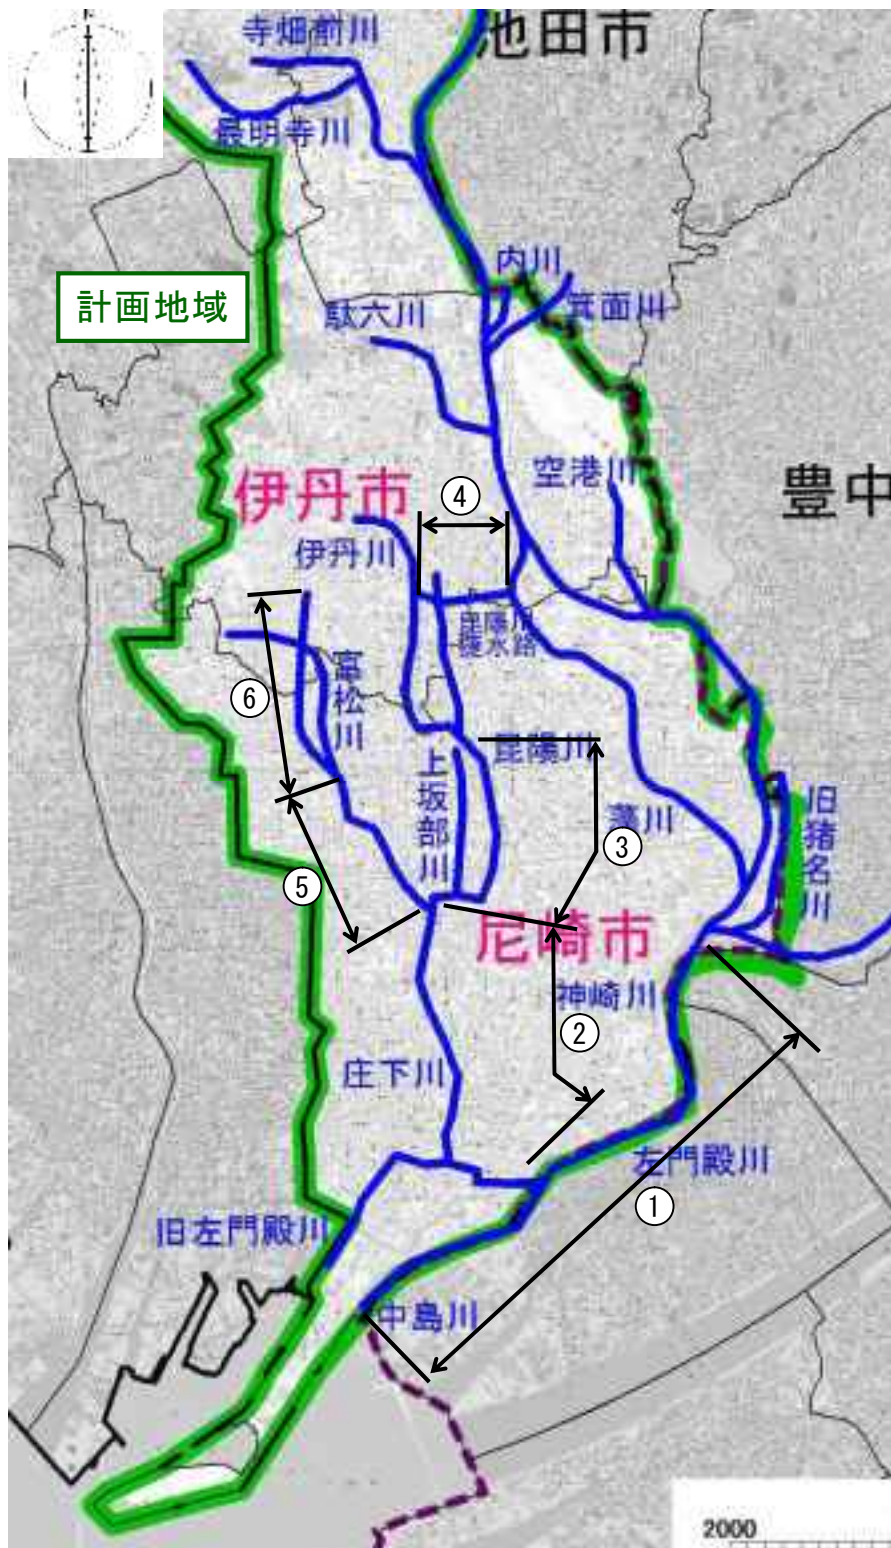 寺畑前川
池田市
最明寺川
内川
計画地域
駄六川
箕面川
伊丹市
④
空港川
豊中
伊丹川
昆陽川
捷水路
⑥
富松川
昆陽川
上坂部川
藻川
旧猪名川
③
⑤
尼崎市
神崎川
②
庄下川
左門殿川
①
旧左門殿川
中島川
2000